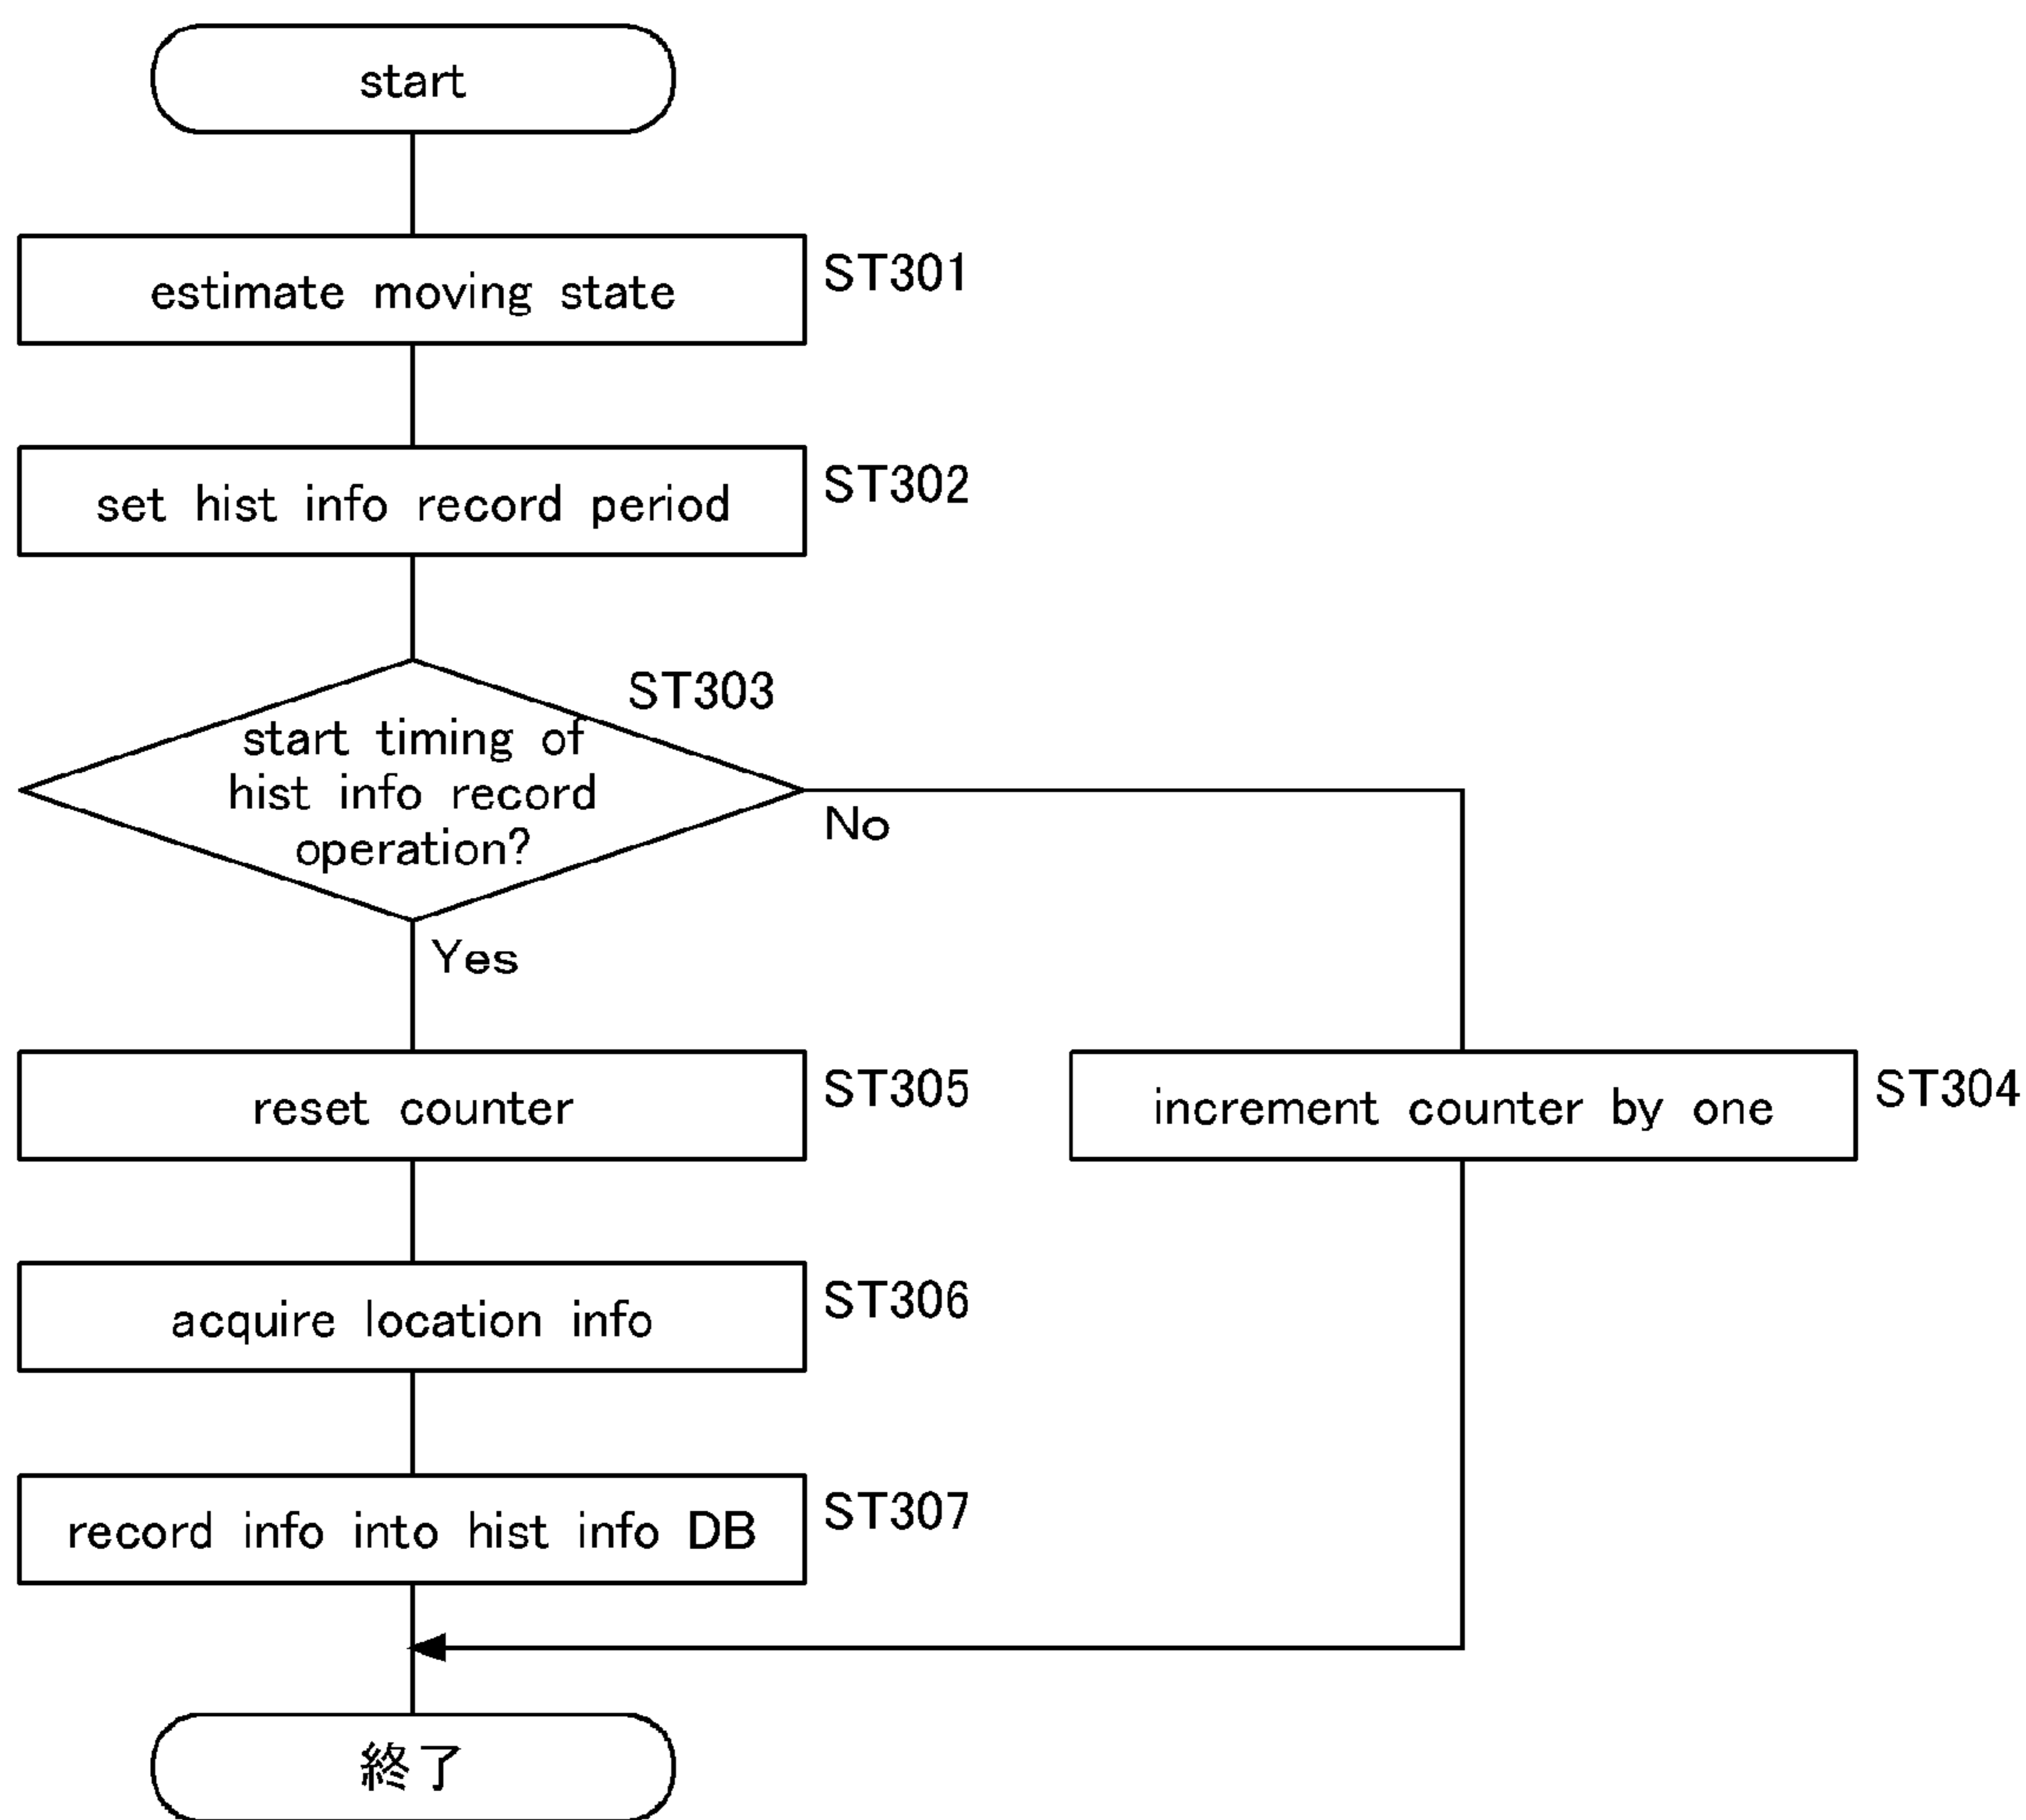 start
estimate moving state
ST301
set hist info record period
ST302
ST303
start timing of
hist info record
operation?
No
Yes
reset counter
ST305
increment counter by one
ST304
acquire location info
ST306
record info into hist info DB
ST307
終了